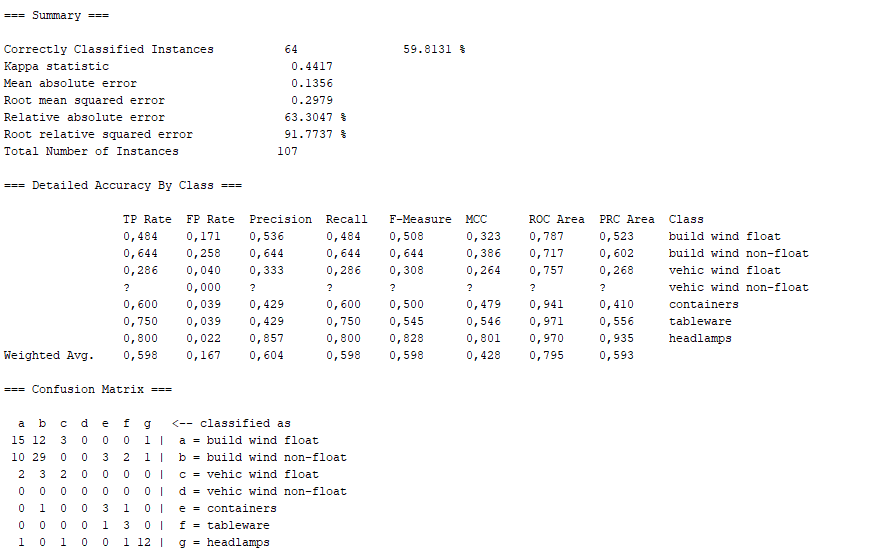 === Summary ===
Correctly Classified Instances 64 59.8131 %
Kappa statistic 0.4417
Mean absolute error 0.1356
Root mean squared error 0.2979
Relative absolute error 63.3047 %
Root relative squared error 91.7737 %
Total Number of Instances 107
=== Detailed Accuracy By Class ===
TP Rate FP Rate Precision Recall F-Measure MCC ROC Area PRC Area Class
0,484 0,171 0,536 0,484 0,508 0,323 0,787 0,523 build wind float
0,644 0,258 0,644 0,644 0,644 0,386 0,717 0,602 build wind non-float
0,286 0,040 0,333 0,286 0,308 0,264 0,757 0,268 vehic wind float
? 0,000 ? ? ? ? ? ? vehic wind non-float
0,600 0,039 0,429 0,600 0,500 0,479 0,941 0,410 containers
0,750 0,039 0,429 0,750 0,545 0,546 0,971 0,556 tableware
0,800 0,022 0,857 0,800 0,828 0,801 0,970 0,935 headlamps
Weighted Avg. 0,598 0,167 0,604 0,598 0,598 0,428 0,795 0,593
=== Confusion Matrix ===
a b c d e f g <-- classified as
15 12 3 0 0 0 1 | a = build wind float
10 29 0 0 3 2 1 | b = build wind non-float
2 3 2 0 0 0 0 | c = vehic wind float
0 0 0 0 0 0 0 | d = vehic wind non-float
0 1 0 0 3 1 0 | e = containers
0 0 0 0 1 3 0 | f = tableware
1 0 1 0 0 1 12 | g = headlamps